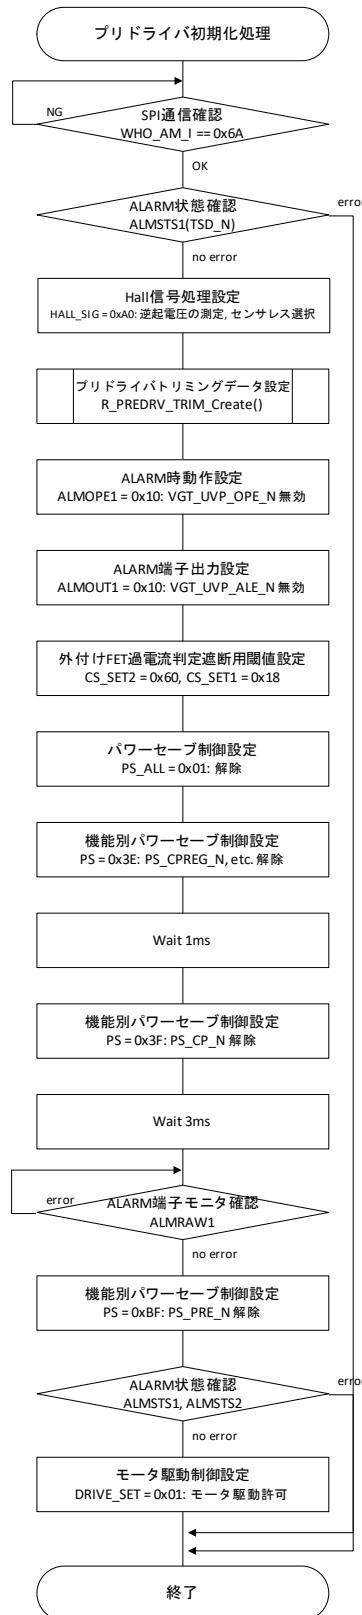 プリドライバ初期化処理
NG
SPI通信確認
WHO_AM_I == 0x6A
OK
ALARM状態確認
ALMSTS1(TSD_N)
error
no error
Hall信号処理設定
HALL_SIG = 0xA0: 逆起電圧の測定, センサレス選択
プリドライバトリミングデータ設定
R_PREDRV_TRIM_Create()
ALARM時動作設定
ALMOPE1 = 0x10: VGT_UVP_OPE_N 無効
ALARM端子出力設定
ALMOUT1 = 0x10: VGT_UVP_ALE_N 無効
外付けFET過電流判定遮断用閾値設定
CS_SET2 = 0x60, CS_SET1 = 0x18
パワーセーブ制御設定
PS_ALL = 0x01: 解除
機能別パワーセーブ制御設定
PS = 0x3E: PS_CPREG_N, etc. 解除
Wait 1ms
機能別パワーセーブ制御設定
PS = 0x3F: PS_CP_N 解除
Wait 3ms
error
ALARM端子モニタ確認
ALMRAW1
no error
機能別パワーセーブ制御設定
PS = 0xBF: PS_PRE_N 解除
ALARM状態確認
ALMSTS1, ALMSTS2
error
no error
モータ駆動制御設定
DRIVE_SET = 0x01: モータ駆動許可
終了